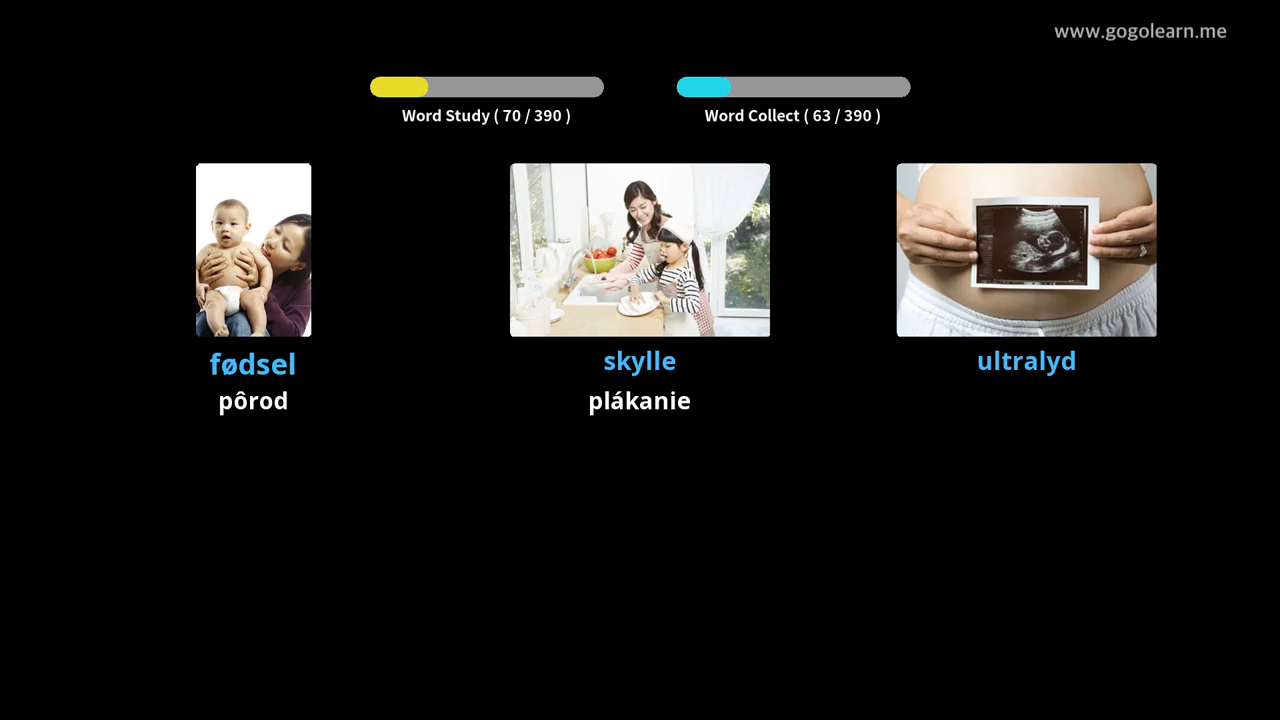 www.gogolearn.me
Word Study ( 70 / 390 )
Word Collect ( 63 / 390 )
fødsel
skylle
ultralyd
pôrod
plákanie